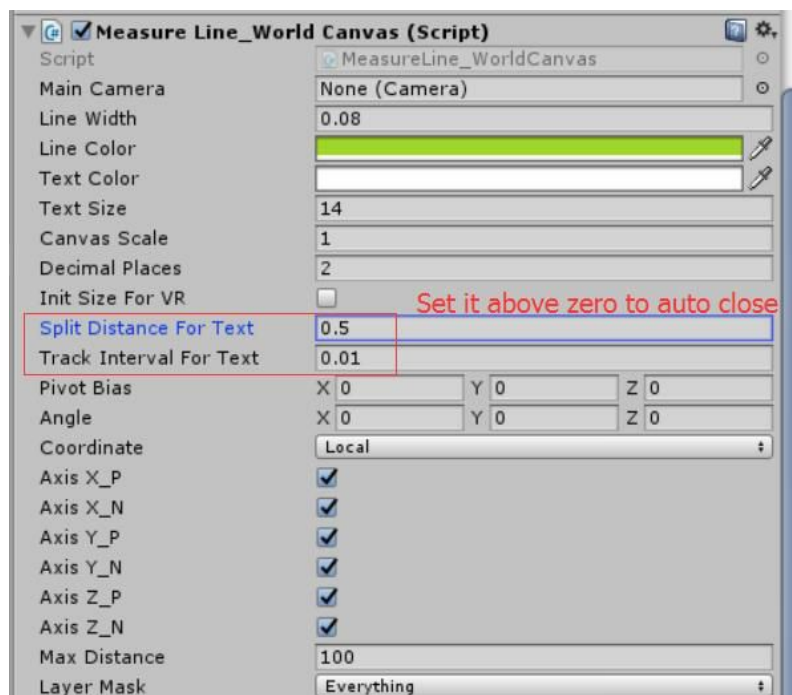 Measure Line_World Canvas (Script)
Script MeasureLine_WorldCanvas
Main Camera None (Camera)
Line Width 0.08
Line Color
Text Color
Text Size 14
Canvas Scale 1
Decimal Places 2
Init Size For VR
Set it above zero to auto close
Split Distance For Text 0.5
Track Interval For Text 0.01
Pivot Bias X 0 Y 0 Z 0
Angle X 0 Y 0 Z 0
Coordinate Local
Axis X_P
Axis X_N
Axis Y_P
Axis Y_N
Axis Z_P
Axis Z_N
Max Distance 100
Layer Mask Everything